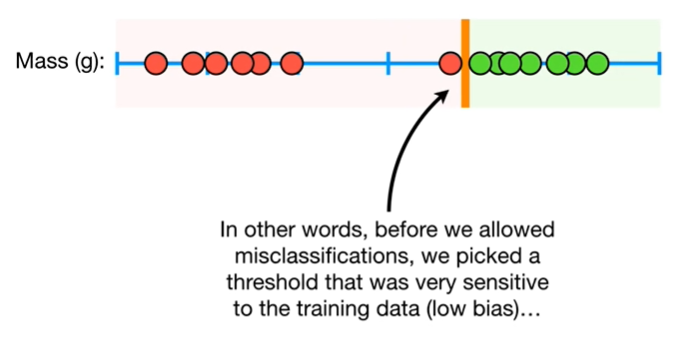 Mass (g):
In other words, before we allowed
misclassifications, we picked a
threshold that was very sensitive
to the training data (low bias)…